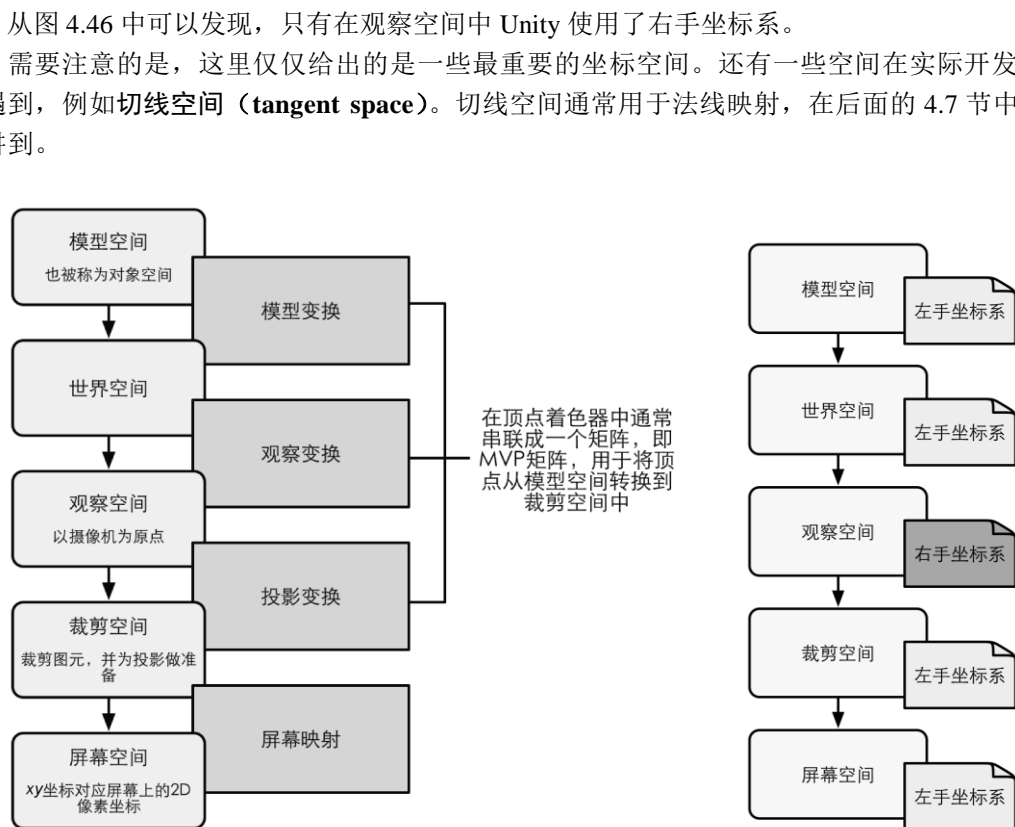 从图 4.46 中可以发现，只有在观察空间中 Unity 使用了右手坐标系。
需要注意的是，这里仅仅给出的是一些最重要的坐标空间。还有一些空间在实际开发
遇到，例如切线空间（tangent space）。切线空间通常用于法线映射，在后面的 4.7 节中
讲到。
模型空间
也被称为对象空间
模型变换
世界空间
观察变换
观察空间
以摄像机为原点
投影变换
裁剪空间
裁剪图元，并为投影做准
备
屏幕映射
屏幕空间
xy坐标对应屏幕上的2D
像素坐标
在顶点着色器中通常
串联成一个矩阵，即
MVP矩阵，用于将顶
点从模型空间转换到
裁剪空间中
模型空间
左手坐标系
世界空间
左手坐标系
观察空间
右手坐标系
裁剪空间
左手坐标系
屏幕空间
左手坐标系